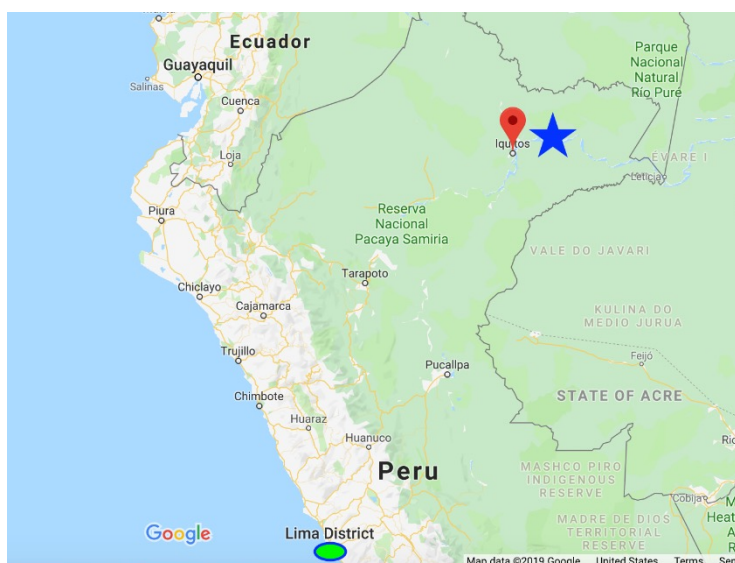 Ecuador
Parque
Nacional
Natural
Río Puré
Guayaquil
Salinas
Cuenca
Iquitos
Loja
ÉVARE I
Leticia
Piura
Reserva
Nacional
Pacaya Samiria
VALE DO JAVARI
Tarapoto
Chiclayo
Cajamarca
KULINA DO
MEDIO JURUA
Trujillo
Pucallpa
Feijó
Chimbote
STATE OF ACRE
Huaraz
Huanuco
Peru
MASHCO PIRO
INDIGENOUS
RESERVE
Cobija
Google
Lima District
MADRE DE DIOS
TERRITORIAL
RESERVE
Map data ©2019 Google United States Terms